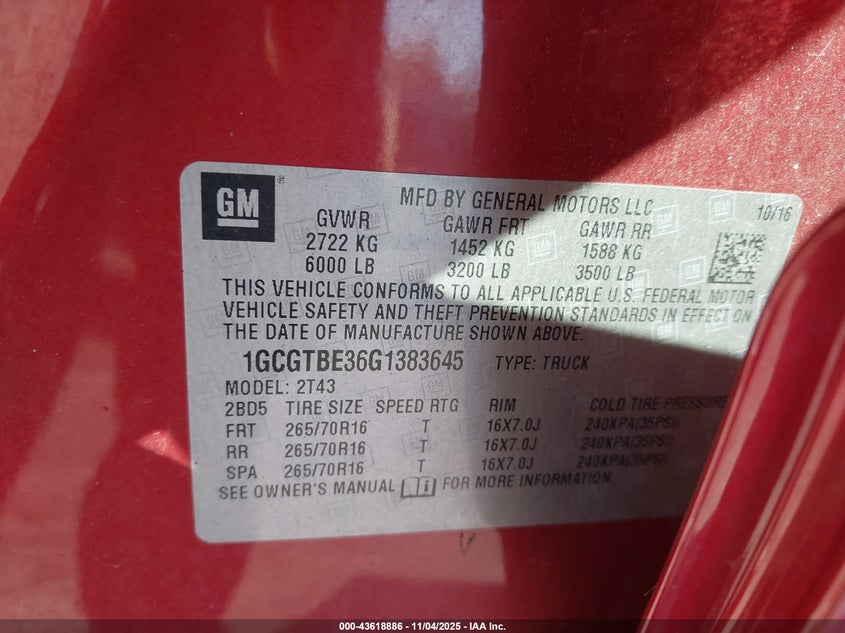 GM ®
MFD BY GENERAL MOTORS LLC 10/16
GVWR GAWR FRT GAWR RR
2722 KG 1452 KG 1588 KG
6000 LB 3200 LB 3500 LB
THIS VEHICLE CONFORMS TO ALL APPLICABLE U.S. FEDERAL MOTOR
VEHICLE SAFETY AND THEFT PREVENTION STANDARDS IN EFFECT ON
THE DATE OF MANUFACTURE SHOWN ABOVE.
1GCGTBE36G1383645 TYPE: TRUCK
MODEL: 2T43
2BD5 TIRE SIZE SPEED RTG RIM COLD TIRE PRESSURE
FRT 265/70R16 T 16X7.0J 240KPA(35PSI)
RR 265/70R16 T 16X7.0J 240KPA(35PSI)
SPA 265/70R16 T 16X7.0J 240KPA(35PSI)
SEE OWNER'S MANUAL FOR MORE INFORMATION.
000-43618886 - 11/04/2025 - IAA Inc.